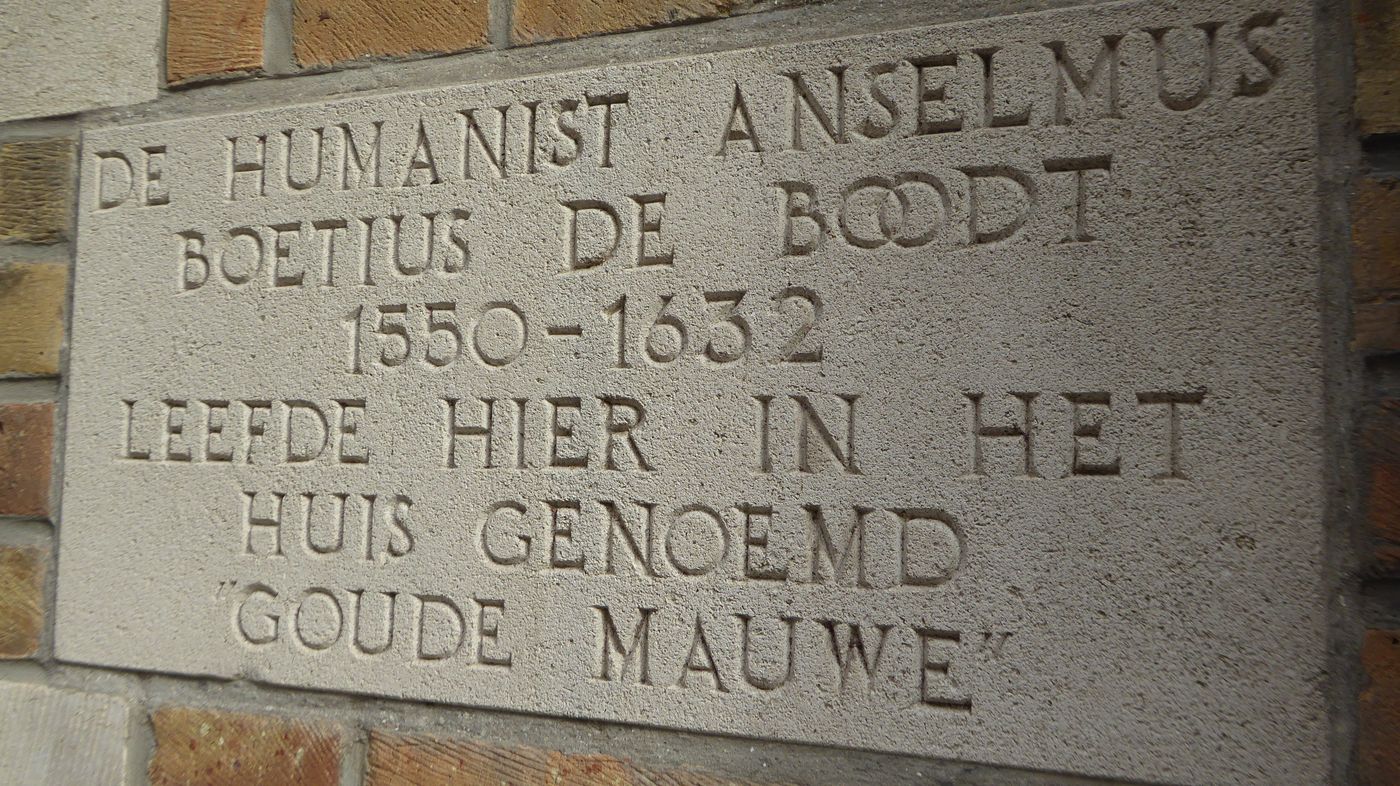 DE HUMANIST ANSELMUS
BOETIUS DE BOODT
1550-1632
LEEFDE HIER IN HET
HUIS GENOEMD
"GOUDE MAUWE"